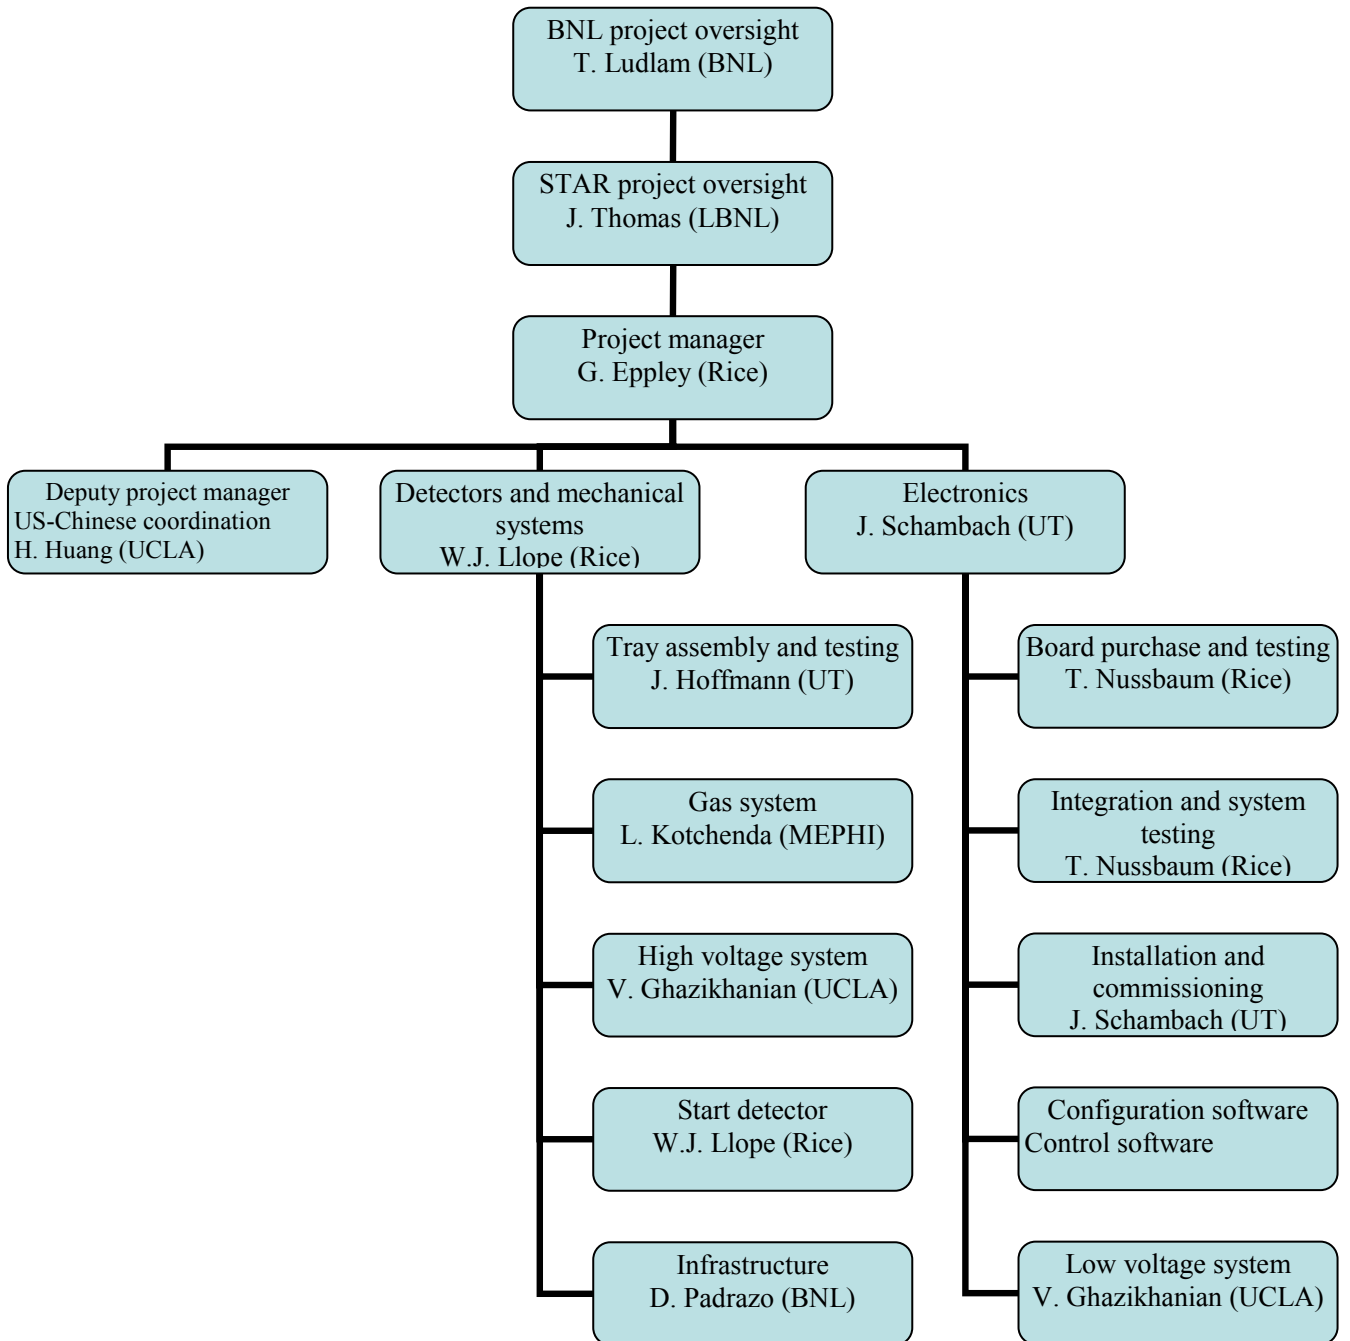 BNL project oversight
T. Ludlam (BNL)
STAR project oversight
J. Thomas (LBNL)
Project manager
G. Eppley (Rice)
Deputy project manager
US-Chinese coordination
H. Huang (UCLA)
Detectors and mechanical
systems
W.J. Llope (Rice)
Electronics
J. Schambach (UT)
Tray assembly and testing
J. Hoffmann (UT)
Gas system
L. Kotchenda (MEPHI)
High voltage system
V. Ghazikhanian (UCLA)
Start detector
W.J. Llope (Rice)
Infrastructure
D. Padrazo (BNL)
Board purchase and testing
T. Nussbaum (Rice)
Integration and system
testing
T. Nussbaum (Rice)
Installation and
commissioning
J. Schambach (UT)
Configuration software
Control software
Low voltage system
V. Ghazikhanian (UCLA)